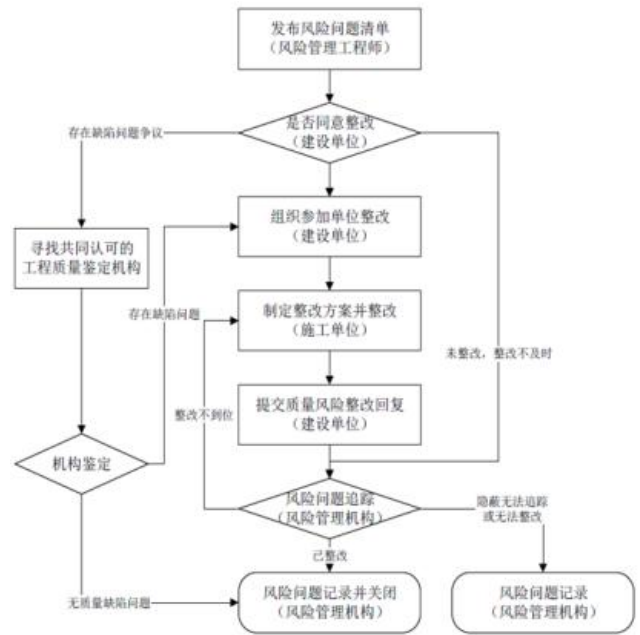 发布风险问题清单
（风险管理工程师）
存在缺陷问题争议
是否同意整改
（建设单位）
组织参加单位整改
（建设单位）
寻找共同认可的
工程质量鉴定机构
存在缺陷问题
制定整改方案并整改
（施工单位）
未整改，整改不及时
整改不到位
提交质量风险整改回复
（建设单位）
机构鉴定
风险问题追踪
（风险管理机构）
隐蔽无法追踪
或无法整改
已整改
无质量缺陷问题
风险问题记录并关闭
（风险管理机构）
风险问题记录
（风险管理机构）